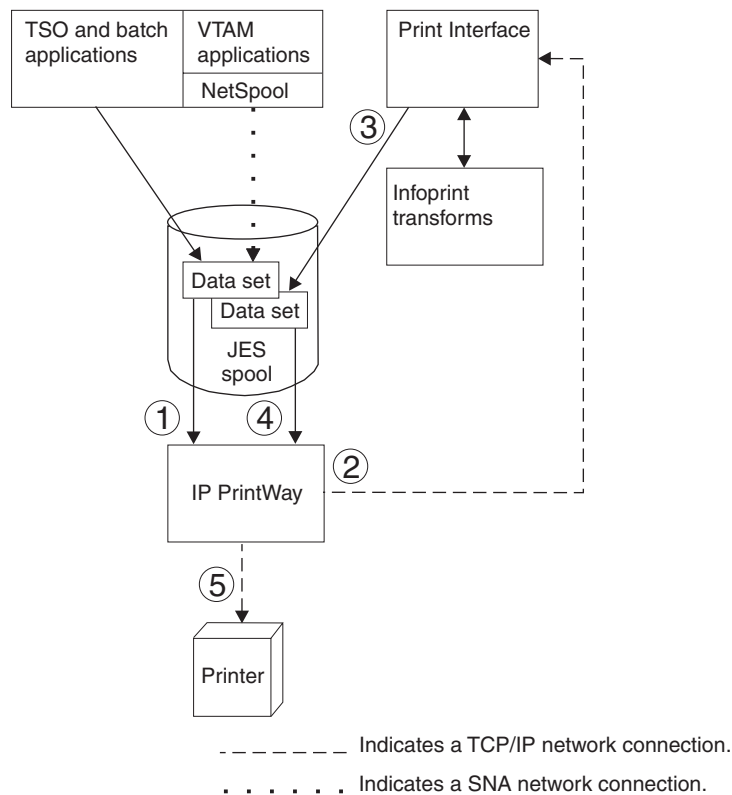 TSO and batch
applications
VTAM
applications
NetSpool
Print Interface
③
Infoprint
transforms
Data set
Data set
JES
spool
①
④
②
IP PrintWay
⑤
Printer
Indicates a TCP/IP network connection.
Indicates a SNA network connection.